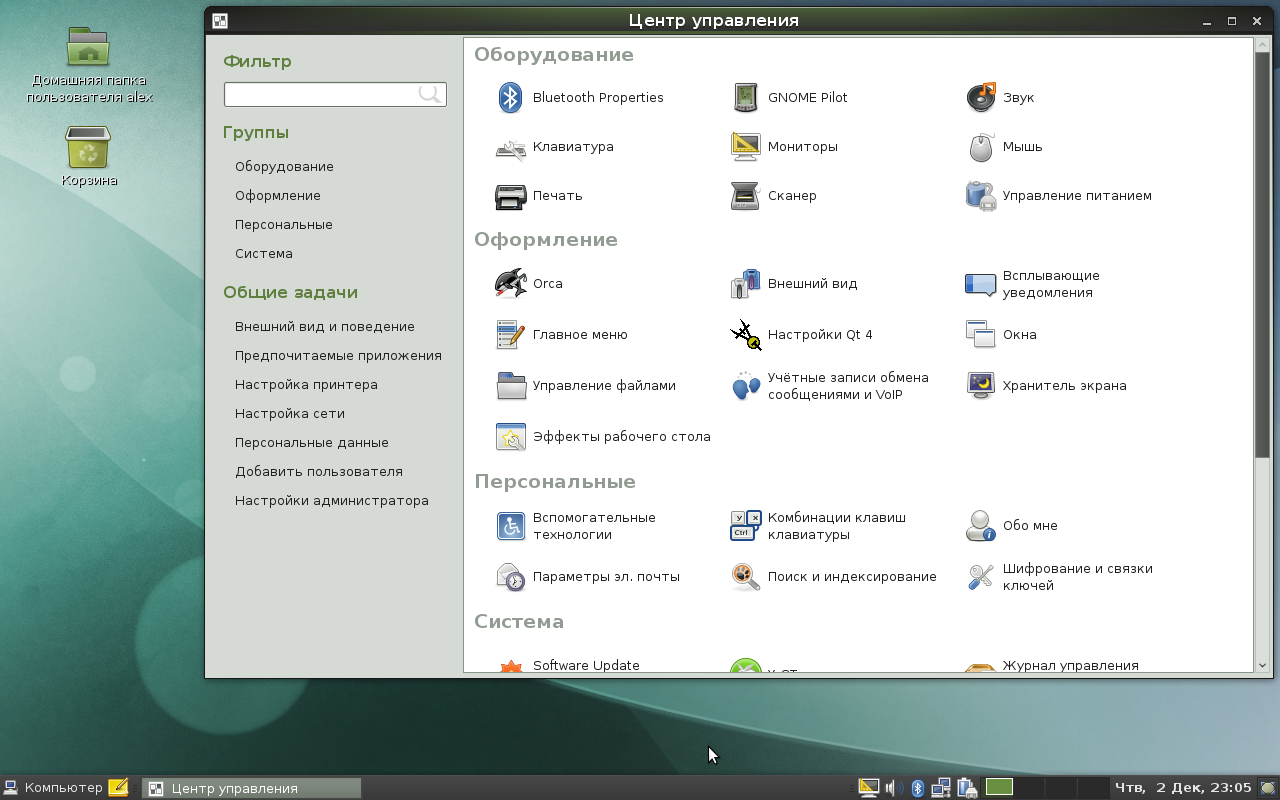 Домашняя папка
пользователя alex
Корзина
Центр управления
Фильтр
Группы
Оборудование
Оформление
Персональные
Система
Общие задачи
Внешний вид и поведение
Предпочитаемые приложения
Настройка принтера
Настройка сети
Персональные данные
Добавить пользователя
Настройки администратора
Оборудование
Bluetooth Properties
GNOME Pilot
Звук
Клавиатура
Мониторы
Мышь
Печать
Сканер
Управление питанием
Оформление
Orca
Внешний вид
Всплывающие
уведомления
Главное меню
Настройки Qt 4
Окна
Управление файлами
Учётные записи обмена
сообщениями и VoIP
Хранитель экрана
Эффекты рабочего стола
Персональные
Вспомогательные
технологии
Комбинации клавиш
клавиатуры
Обо мне
Параметры эл. почты
Поиск и индексирование
Шифрование и связки
ключей
Система
Software Update
Журнал управления
Компьютер
Центр управления
Чтв, 2 Дек, 23:05